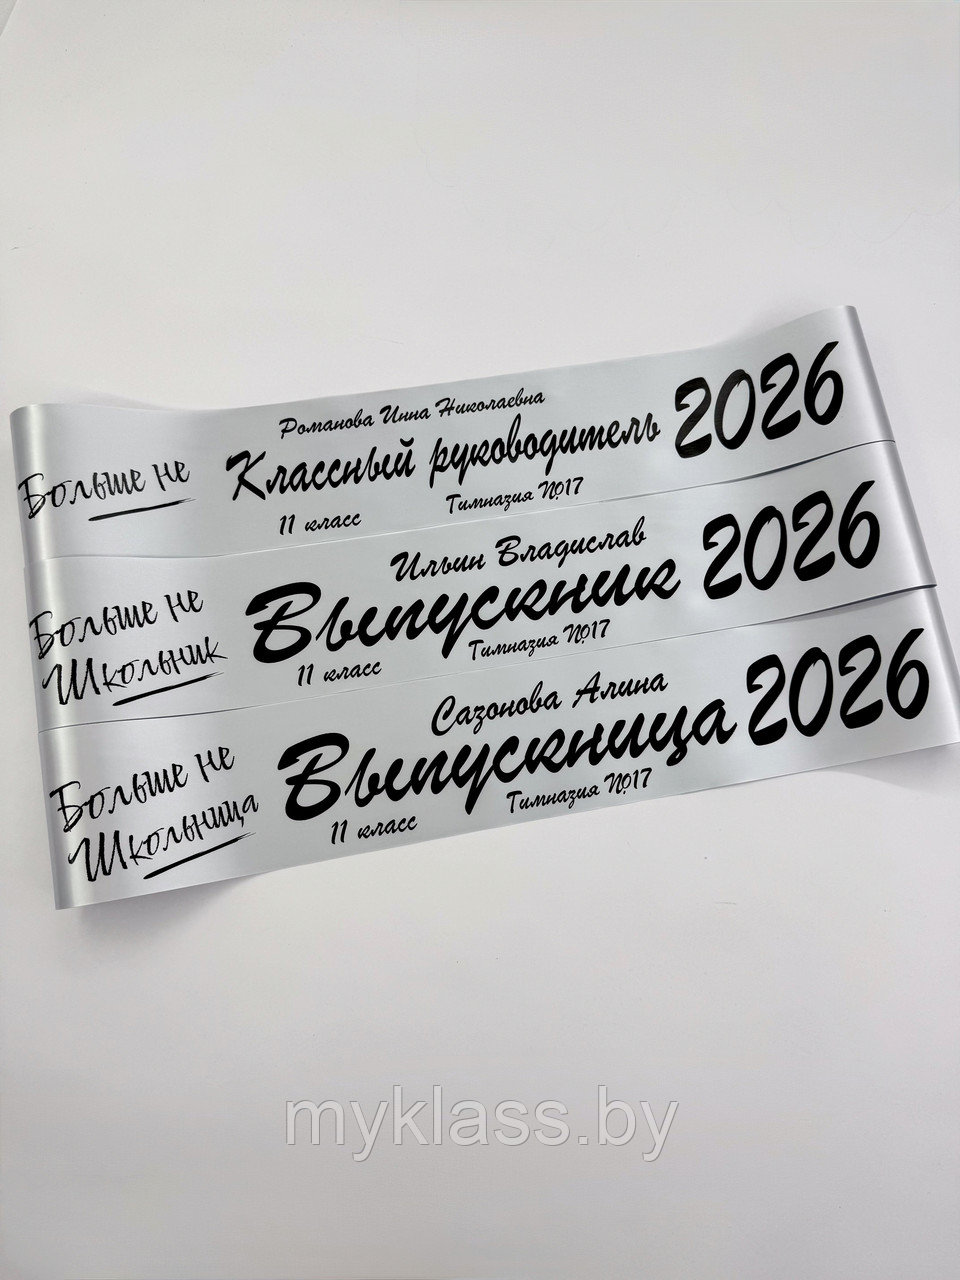 Больше не
Романова Инна Николаевна
Классный руководитель 2026
11 класс Гимназия №17
Больше не
Школьник
Ильин Владислав
Выпускник 2026
11 класс Гимназия №17
Больше не
Школьница
Сазонова Алина
Выпускница 2026
11 класс Гимназия №17
myklass.by